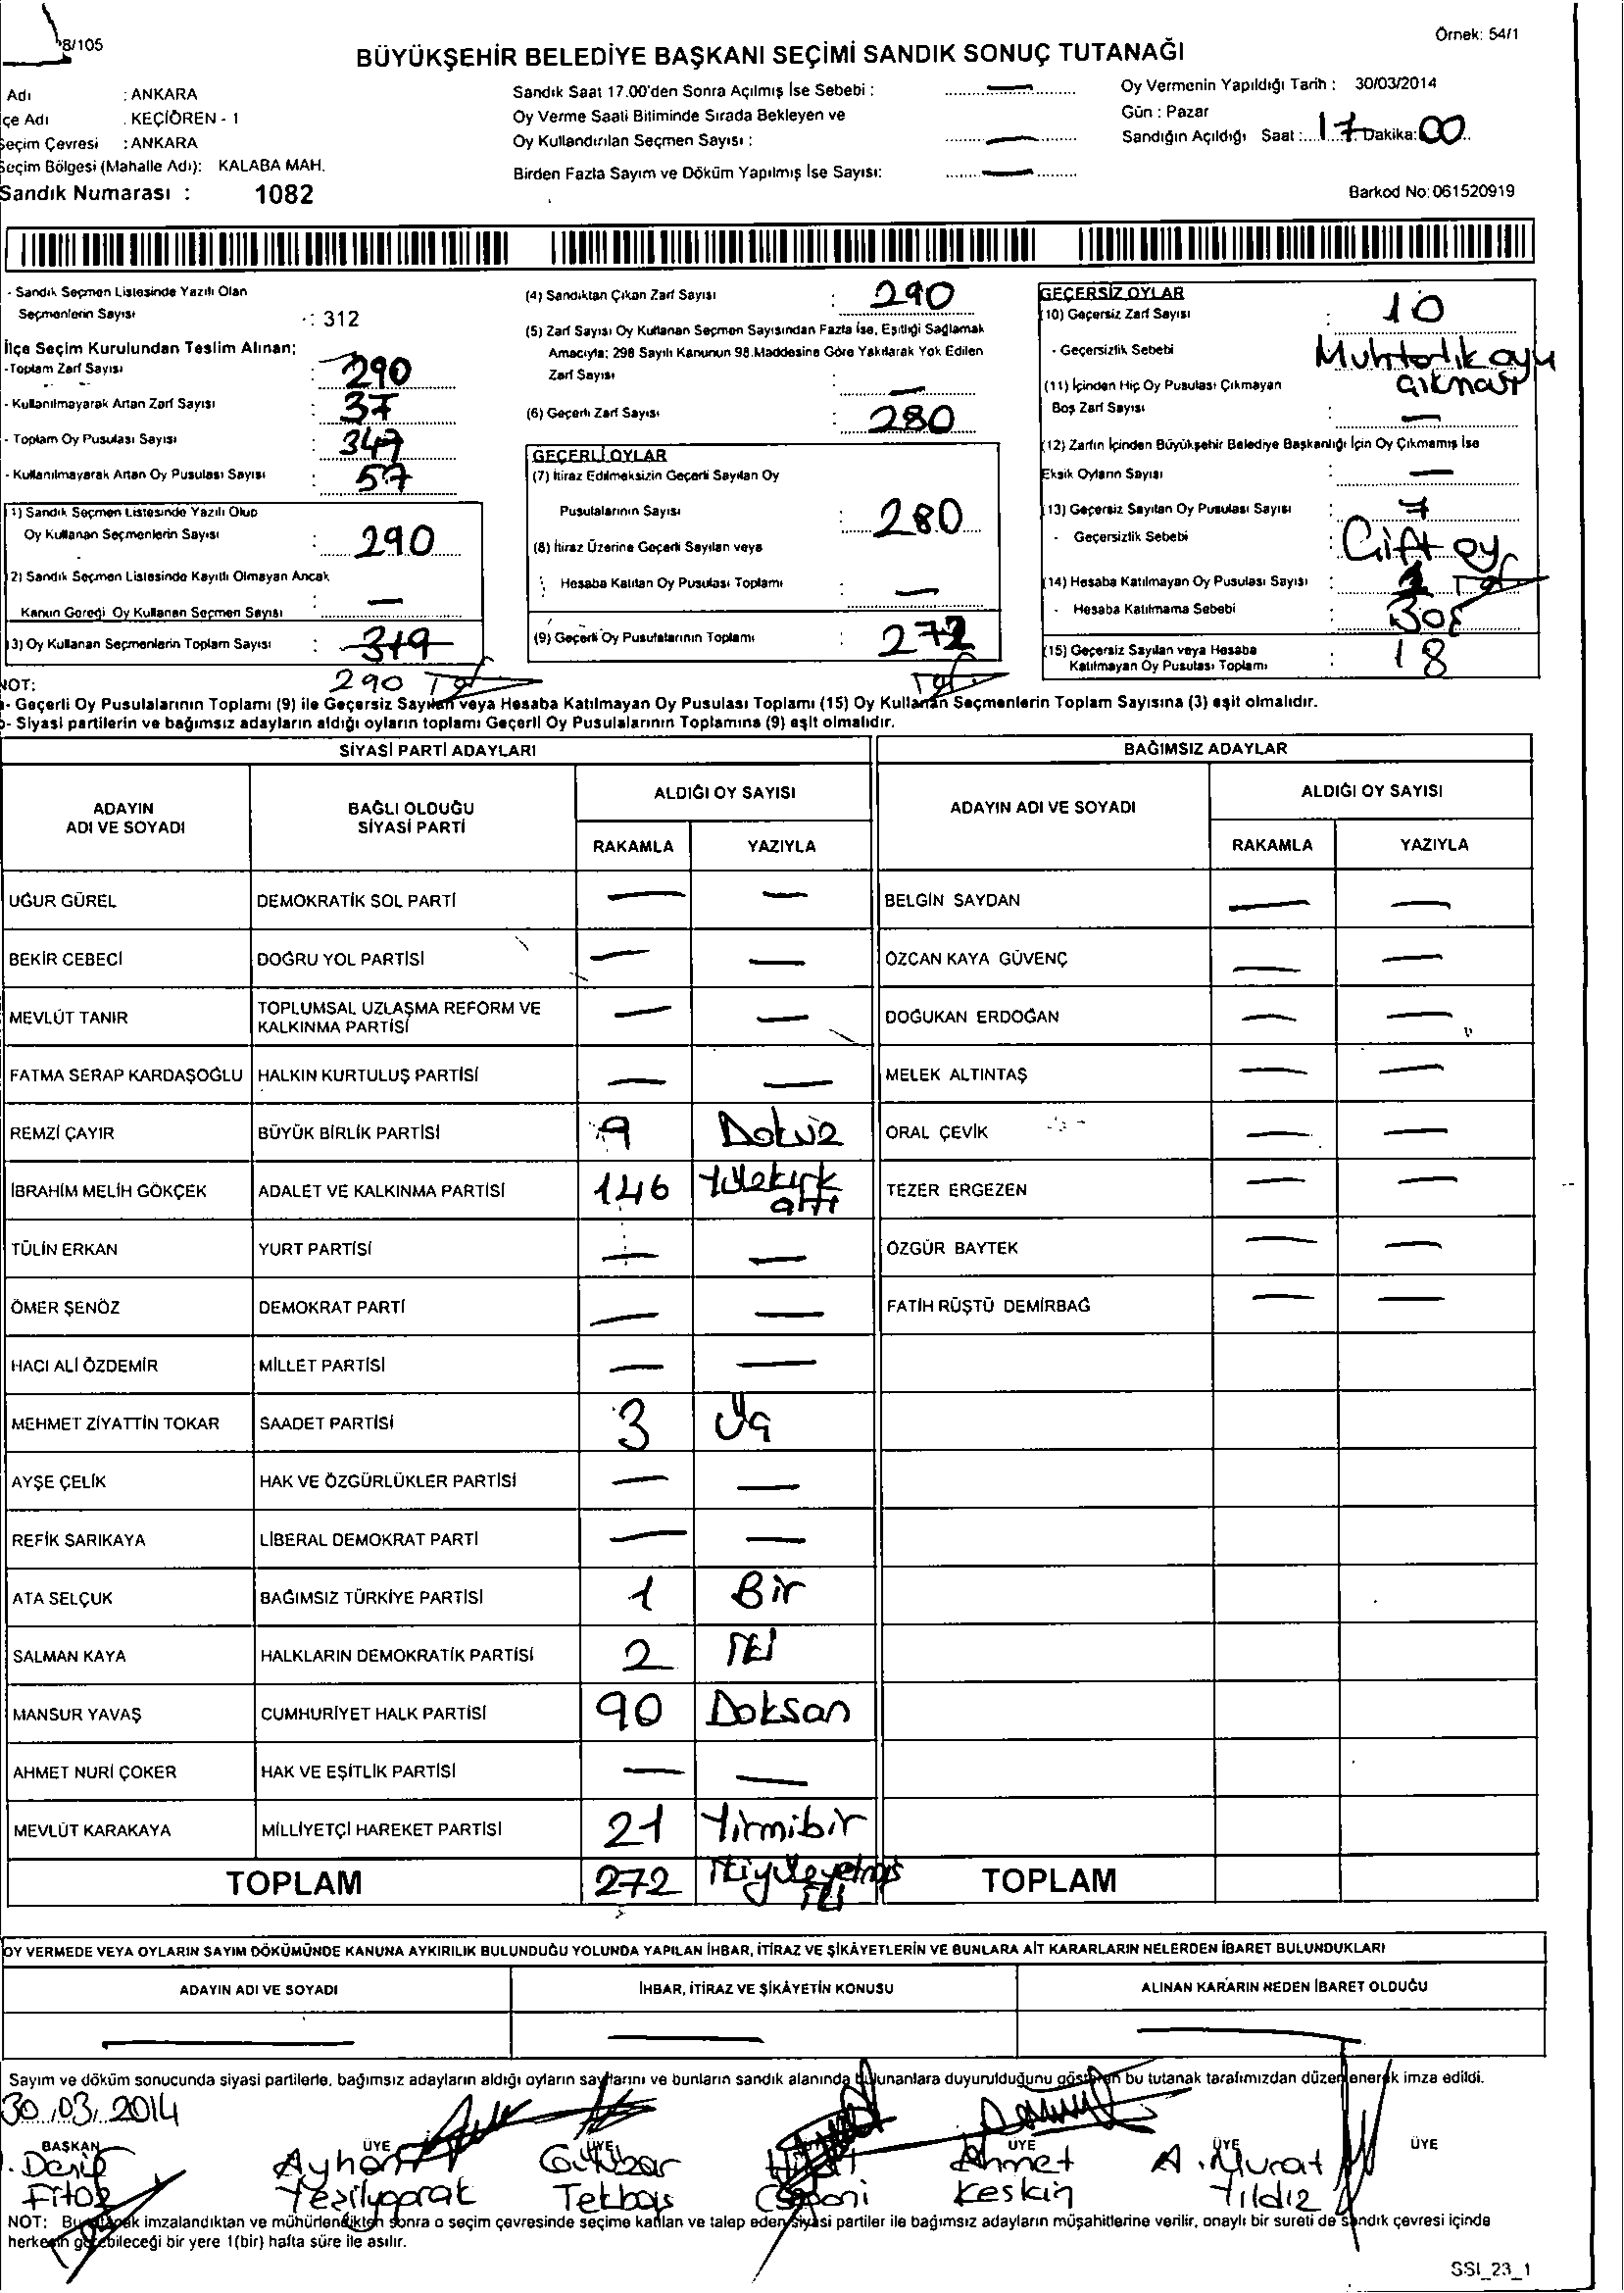 8/105
Örnek: 54/1
BÜYÜKŞEHİR BELEDİYE BAŞKANI SEÇİMİ SANDIK SONUÇ TUTANAĞI
Adı : ANKARA
çe Adı : KEÇİÖREN - 1
Seçim Çevresi : ANKARA
Seçim Bölgesi (Mahalle Adı): KALABA MAH.
Sandık Numarası : 1082
Sandık Saat 17.00'den Sonra Açılmış İse Sebebi : —
Oy Verme Saati Bitiminde Sırada Bekleyen ve
Oy Kullandırılan Seçmen Sayısı : —
Birden Fazla Sayım ve Döküm Yapılmış İse Sayısı: —
Oy Vermenin Yapıldığı Tarih : 30/03/2014
Gün : Pazar
Sandığın Açıldığı Saat : 17 Dakika: 00
Barkod No: 061520919
- Sandık Seçmen Listesinde Yazılı Olan
Seçmenlerin Sayısı : 312
İlçe Seçim Kurulundan Teslim Alınan;
-Toplam Zarf Sayısı : 290
- Kullanılmayarak Artan Zarf Sayısı : 37
- Toplam Oy Pusulası Sayısı : 347
- Kullanılmayarak Artan Oy Pusulası Sayısı : 57
1) Sandık Seçmen Listesinde Yazılı Olup
Oy Kullanan Seçmenlerin Sayısı : 290
2) Sandık Seçmen Listesinde Kayıtlı Olmayan Ancak
Kanun Gereği Oy Kullanan Seçmen Sayısı : —
3) Oy Kullanan Seçmenlerin Toplam Sayısı : 319
290
(4) Sandıktan Çıkan Zarf Sayısı : 290
(5) Zarf Sayısı Oy Kullanan Seçmen Sayısından Fazla İse, Eşitliği Sağlamak
Amacıyla; 298 Sayılı Kanunun 98.Maddesine Göre Yakılarak Yok Edilen
Zarf Sayısı : —
(6) Geçerli Zarf Sayısı : 280
GEÇERLİ OYLAR
(7) İtiraz Edilmeksizin Geçerli Sayılan Oy
Pusulalarının Sayısı : 280
(8) İtiraz Üzerine Geçerli Sayılan veya
Hesaba Katılan Oy Pusulası Toplamı : —
(9) Geçerli Oy Pusulalarının Toplamı : 272
GEÇERSİZ OYLAR
10) Geçersiz Zarf Sayısı : 10
- Geçersizlik Sebebi : Muhtarlık oyu
çıkması
(11) İçinden Hiç Oy Pusulası Çıkmayan
Boş Zarf Sayısı : —
(12) Zarfın İçinden Büyükşehir Belediye Başkanlığı İçin Oy Çıkmamış İse
Eksik Oyların Sayısı : —
13) Geçersiz Sayılan Oy Pusulası Sayısı : 7
- Geçersizlik Sebebi : Çift oy
(14) Hesaba Katılmayan Oy Pusulası Sayısı : 1
- Hesaba Katılmama Sebebi : Boş
(15) Geçersiz Sayılan veya Hesaba
Katılmayan Oy Pusulası Toplamı : 18
NOT:
- Geçerli Oy Pusulalarının Toplamı (9) ile Geçersiz Sayılan veya Hesaba Katılmayan Oy Pusulası Toplamı (15) Oy Kullanan Seçmenlerin Toplam Sayısına (3) eşit olmalıdır.
- Siyasi partilerin ve bağımsız adayların aldığı oyların toplamı Geçerli Oy Pusulalarının Toplamına (9) eşit olmalıdır.
SİYASİ PARTİ ADAYLARI
BAĞIMSIZ ADAYLAR
ADAYIN
ADI VE SOYADI
BAĞLI OLDUĞU
SİYASİ PARTİ
ALDIĞI OY SAYISI
RAKAMLA YAZIYLA
ADAYIN ADI VE SOYADI
ALDIĞI OY SAYISI
RAKAMLA YAZIYLA
UĞUR GÜREL DEMOKRATİK SOL PARTİ — — BELGİN SAYDAN — —
BEKİR CEBECİ DOĞRU YOL PARTİSİ — — ÖZCAN KAYA GÜVENÇ — —
MEVLÜT TANIR TOPLUMSAL UZLAŞMA REFORM VE
KALKINMA PARTİSİ — — DOĞUKAN ERDOĞAN — —
FATMA SERAP KARDAŞOĞLU HALKIN KURTULUŞ PARTİSİ — — MELEK ALTINTAŞ — —
REMZİ ÇAYIR BÜYÜK BİRLİK PARTİSİ 9 Dokuz ORAL ÇEVİK — —
İBRAHİM MELİH GÖKÇEK ADALET VE KALKINMA PARTİSİ 146 Yüzkırk
altı TEZER ERGEZEN — —
TÜLİN ERKAN YURT PARTİSİ — — ÖZGÜR BAYTEK — —
ÖMER ŞENÖZ DEMOKRAT PARTİ — — FATİH RÜŞTÜ DEMİRBAĞ — —
HACI ALİ ÖZDEMİR MİLLET PARTİSİ — —
MEHMET ZİYATTİN TOKAR SAADET PARTİSİ 3 Üç
AYŞE ÇELİK HAK VE ÖZGÜRLÜKLER PARTİSİ — —
REFİK SARIKAYA LİBERAL DEMOKRAT PARTİ — —
ATA SELÇUK BAĞIMSIZ TÜRKİYE PARTİSİ 1 Bir
SALMAN KAYA HALKLARIN DEMOKRATİK PARTİSİ 2 İki
MANSUR YAVAŞ CUMHURİYET HALK PARTİSİ 90 Doksan
AHMET NURİ ÇOKER HAK VE EŞİTLİK PARTİSİ — —
MEVLÜT KARAKAYA MİLLİYETÇİ HAREKET PARTİSİ 21 Yirmibir
TOPLAM 272 İkiyüzyetmiş
iki TOPLAM
OY VERMEDE VEYA OYLARIN SAYIM DÖKÜMÜNDE KANUNA AYKIRILIK BULUNDUĞU YOLUNDA YAPILAN İHBAR, İTİRAZ VE ŞİKÂYETLERİN VE BUNLARA AİT KARARLARIN NELERDEN İBARET BULUNDUKLARI
ADAYIN ADI VE SOYADI İHBAR, İTİRAZ VE ŞİKÂYETİN KONUSU ALINAN KARARIN NEDEN İBARET OLDUĞU
— — —
Sayım ve döküm sonucunda siyasi partilerle, bağımsız adayların aldığı oyların sayılarını ve bunların sandık alanında bulunanlara duyurulduğunu gösteren bu tutanak tarafımızdan düzenlenerek imza edildi.
30.03.2014
BAŞKAN ÜYE ÜYE ÜYE ÜYE ÜYE
Ayhan Gülbar Ahmet A. Murat
Yeşilyaprak Tekbaş Keskin Yıldız
NOT: Bu tutanak imzalandıktan ve mühürlendikten sonra o seçim çevresinde seçime katılan ve talep eden siyasi partiler ile bağımsız adayların müşahitlerine verilir, onaylı bir sureti de sandık çevresi içinde
herkesin görebileceği bir yere 1(bir) hafta süre ile asılır.
SSI_23_1